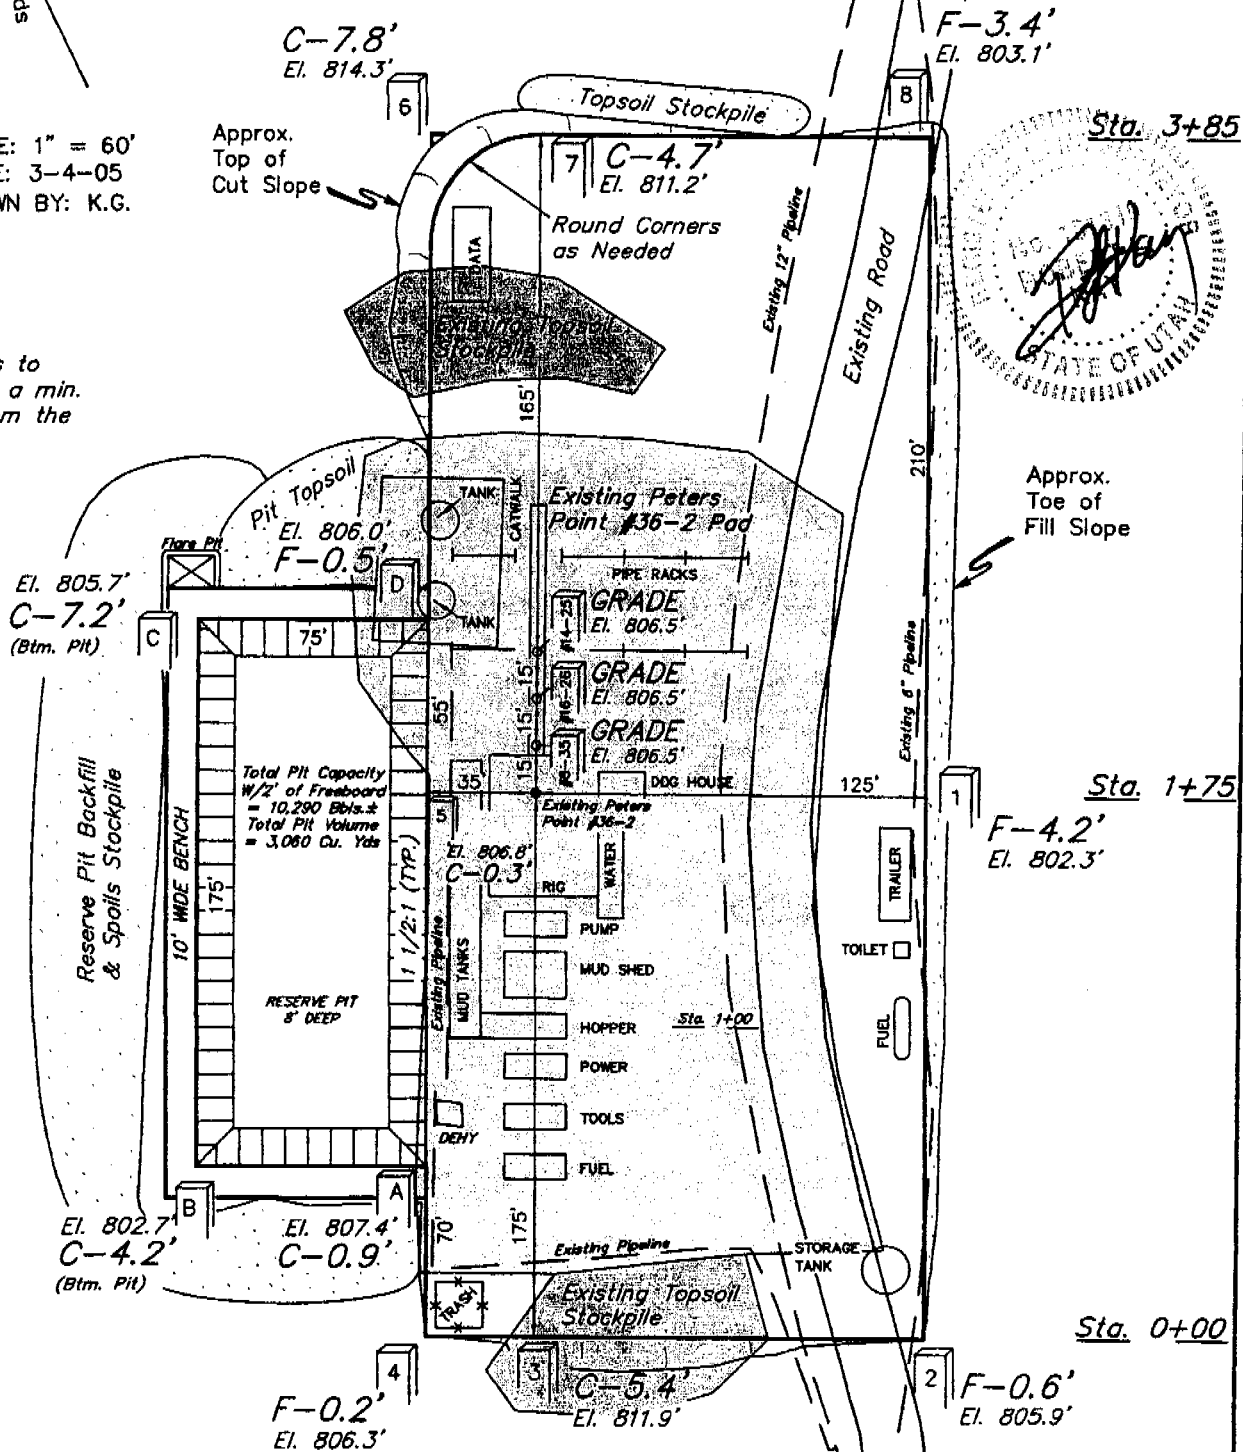 C-7.8'
El. 814.3'
F-3.4'
El. 803.1'
6
8
Topsoil Stockpile
Sta. 3+85
E: 1" = 60'
E: 3-4-05
WN BY: K.G.
Approx.
Top of
Cut Slope
7
C-4.7'
El. 811.2'
Round Corners
as Needed
DATA
Existing 12" Pipeline
Existing Road
STATE OF UTAH
Existing Topsoil
Stockpile
s to
a min.
m the
165'
210'
Approx.
Toe of
Fill Slope
Pit Topsoil
TANK
CATWALK
Existing Peters
Point #36-2 Pad
El. 806.0'
F-0.5'
Flare Pit
D
PIPE RACKS
El. 805.7'
C-7.2'
(Btm. Pit)
C
75'
TANK
#14-25
GRADE
El. 806.5'
15'
#16-26
GRADE
El. 806.5'
15'
#8-35
GRADE
El. 806.5'
15'
55'
Existing 6" Pipeline
Reserve Pit Backfill
& Spoils Stockpile
10' WIDE BENCH
Total Pit Capacity
W/2' of Freeboard
= 10,290 Bbls.±
Total Pit Volume
= 3,060 Cu. Yds
35'
DOG HOUSE
125'
1
Sta. 1+75
5
Existing Peters
Point #36-2
F-4.2'
El. 802.3'
El. 806.8'
C-0.3'
RIG
WATER
TRAILER
175'
1 1/2:1 (TYP.)
Existing Pipeline
MUD TANKS
PUMP
TOILET
MUD SHED
RESERVE PIT
8' DEEP
HOPPER
Sta. 1+00
FUEL
POWER
TOOLS
DEHY
FUEL
B
A
El. 802.7'
C-4.2'
(Btm. Pit)
El. 807.4'
C-0.9'
70'
175'
Existing Pipeline
STORAGE
TANK
TRASH
Existing Topsoil
Stockpile
Sta. 0+00
4
3
2
F-0.2'
El. 806.3'
C-5.4'
El. 811.9'
F-0.6'
El. 805.9'